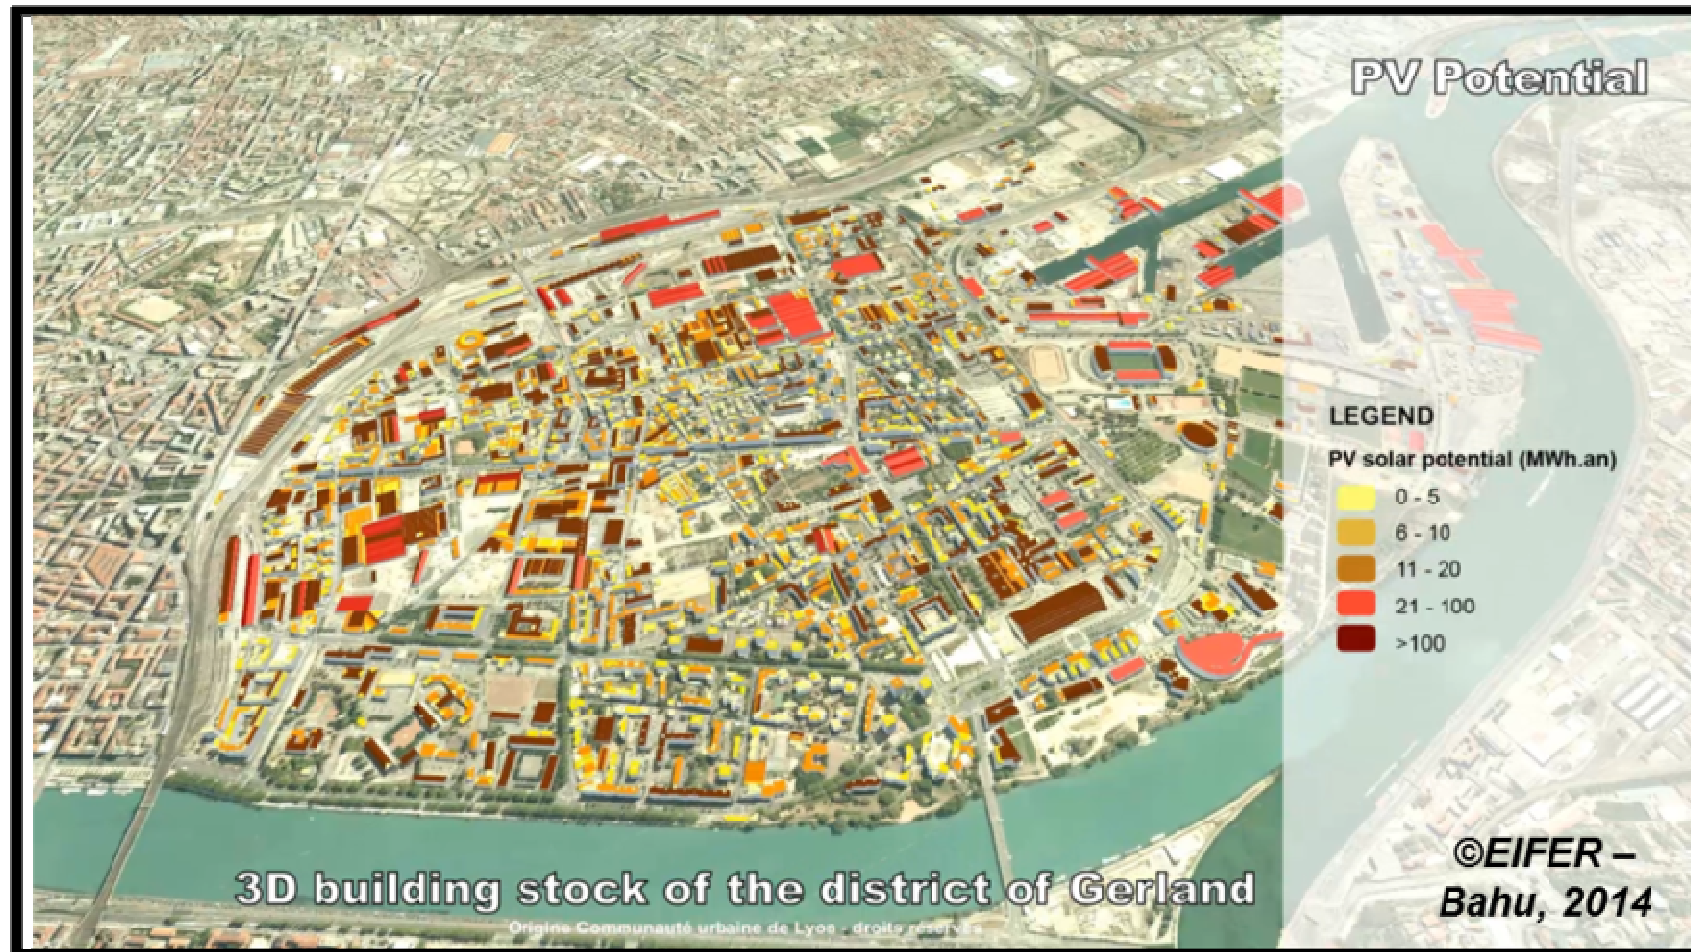 PV Potential
LEGEND
PV solar potential (MWh.an)
0 - 5
6 - 10
11 - 20
21 - 100
>100
©EIFER –
Bahu, 2014
3D building stock of the district of Gerland
Origine Communauté urbaine de Lyos - droits réservés